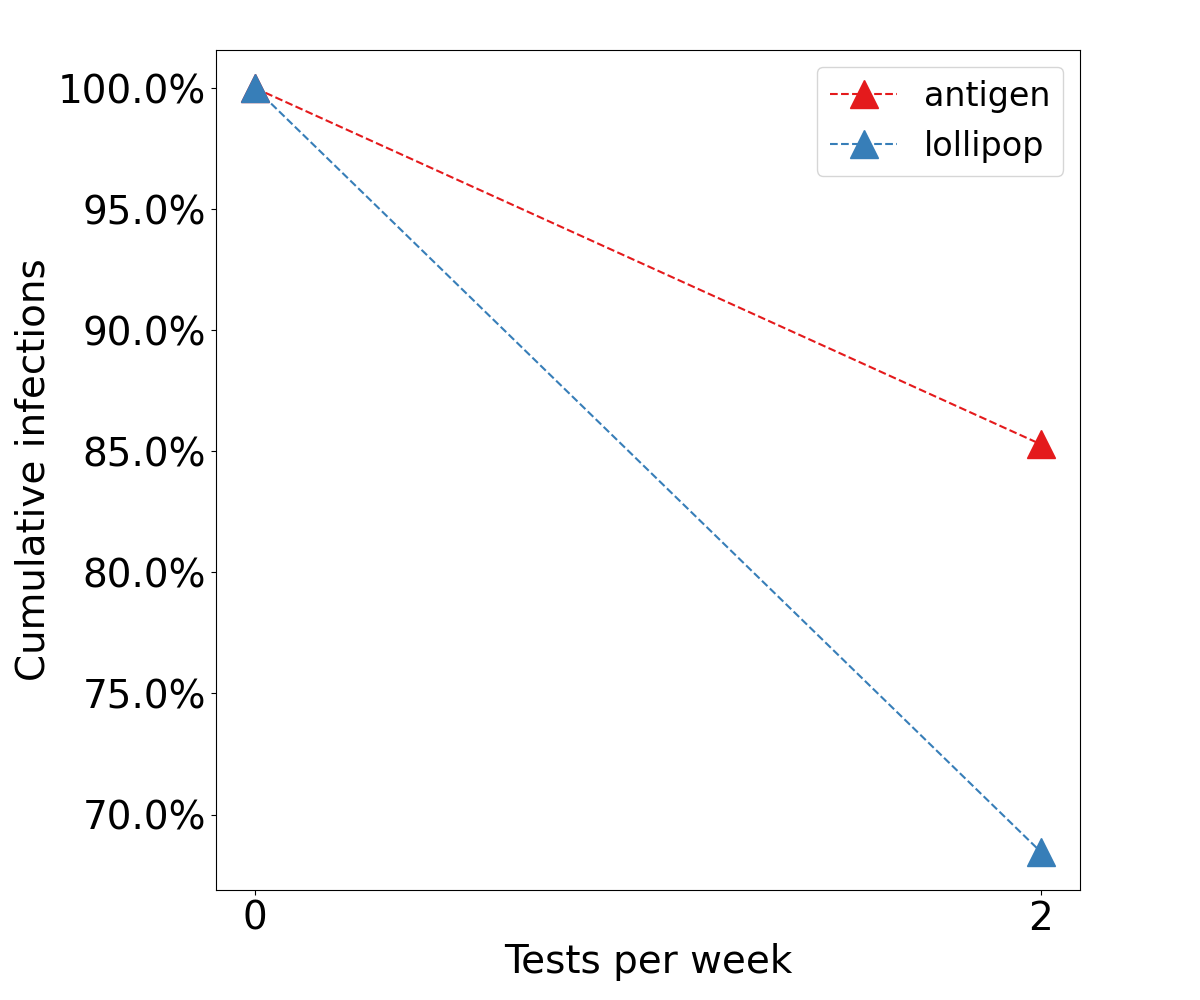 100.0%
95.0%
90.0%
85.0%
80.0%
75.0%
70.0%
Cumulative infections
0
2
Tests per week
antigen
lollipop